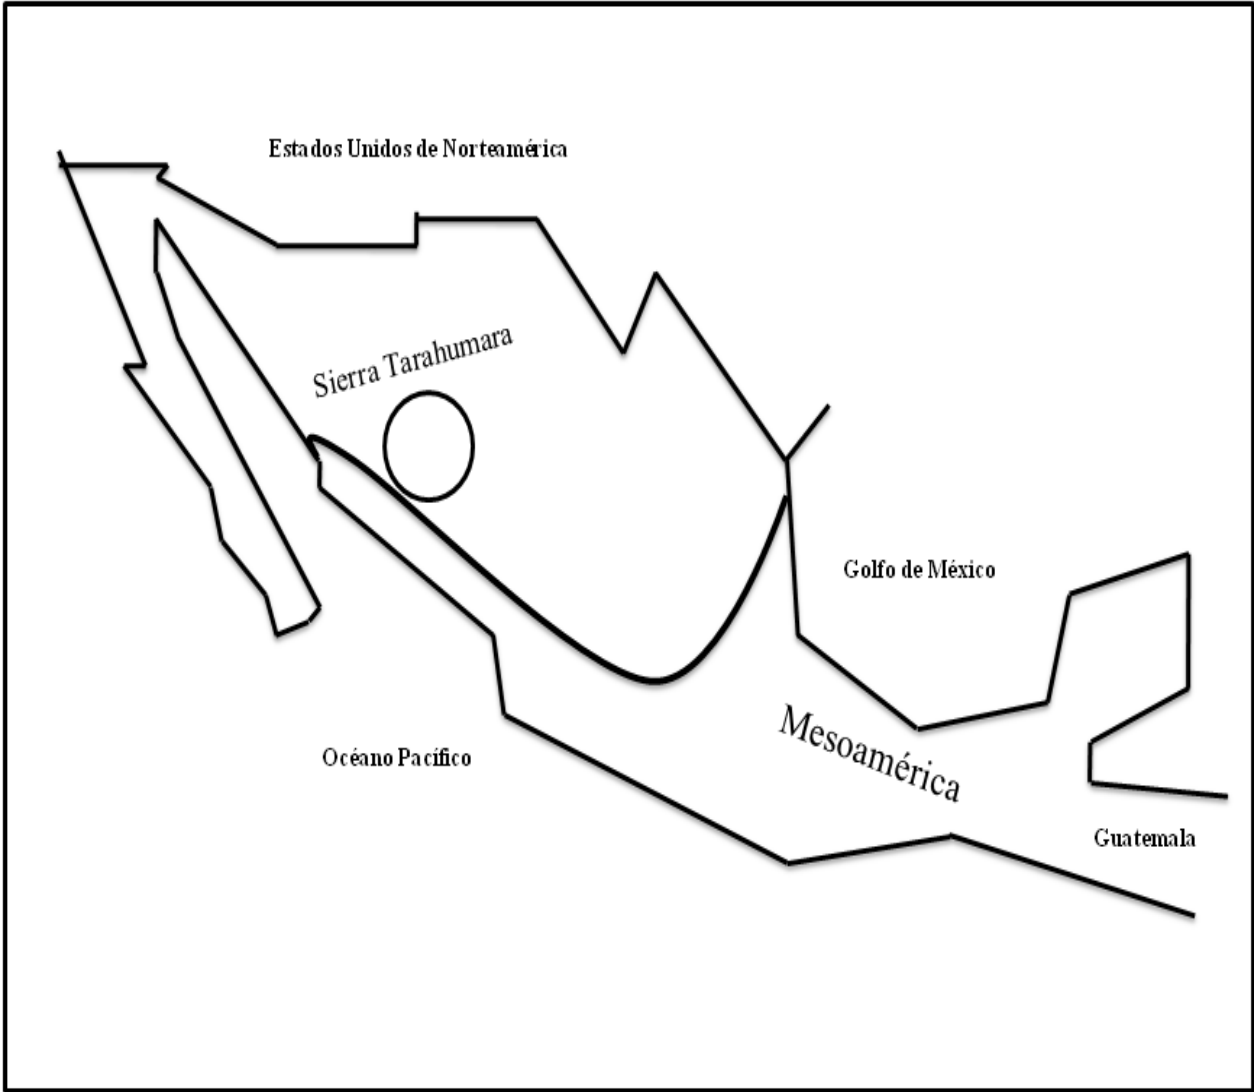 Estados Unidos de Norteamérica
Sierra Tarahumara
Golfo de México
Mesoamérica
Océano Pacífico
Guatemala